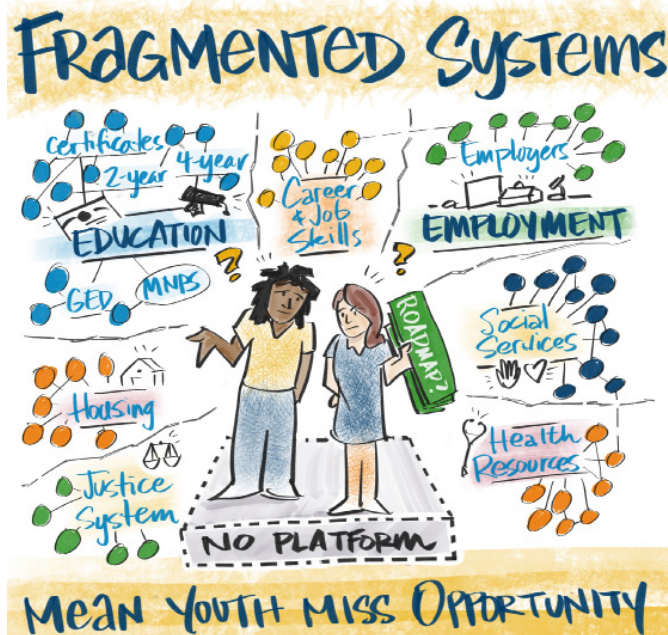 FRAGMENTED SYSTEMS
certificates
2-year
4-year
EDUCATION
GED
MNPS
Career
& Job
Skills
Employers
EMPLOYMENT
?
?
ROADMAP?
Social
Services
Housing
Health
Resources
Justice
System
NO PLATFORM
MEAN YOUTH MISS OPPORTUNITY